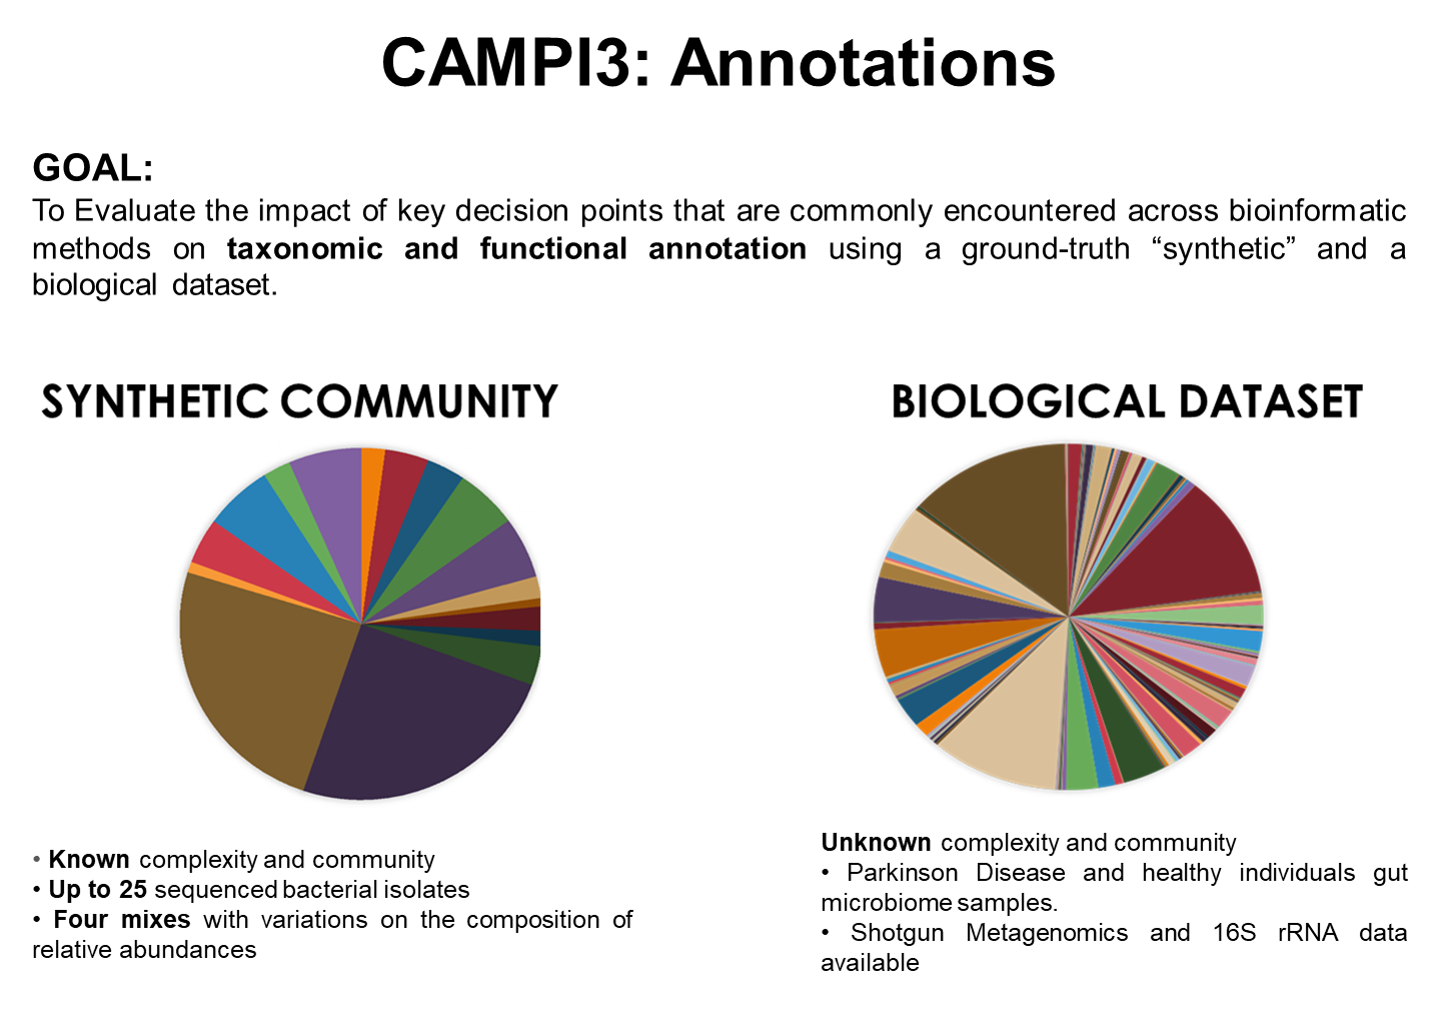 CAMPI3: Annotations
GOAL:
To Evaluate the impact of key decision points that are commonly encountered across bioinformatic
methods on taxonomic and functional annotation using a ground-truth “synthetic” and a
biological dataset.
SYNTHETIC COMMUNITY
• Known complexity and community
• Up to 25 sequenced bacterial isolates
• Four mixes with variations on the composition of
relative abundances
BIOLOGICAL DATASET
Unknown complexity and community
• Parkinson Disease and healthy individuals gut
microbiome samples.
• Shotgun Metagenomics and 16S rRNA data
available